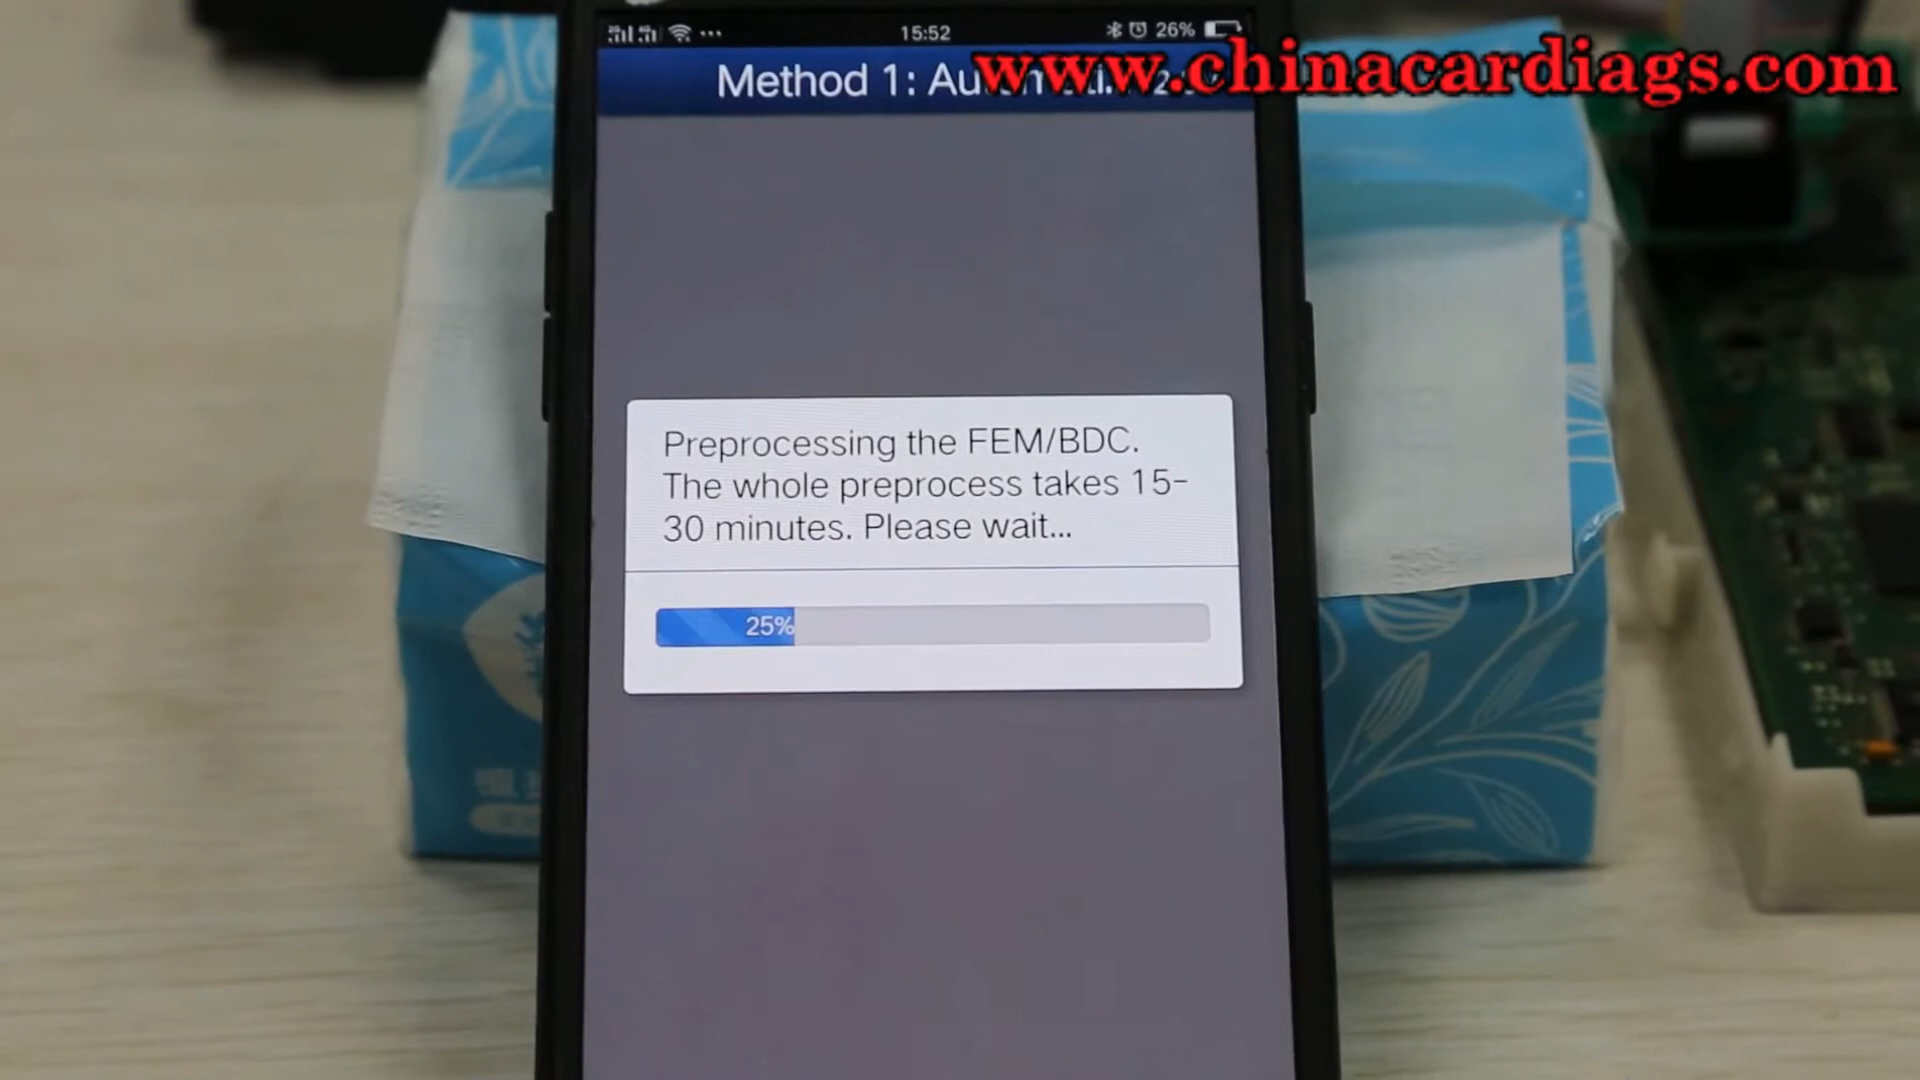 15:52
26%
www.chinacardiags.com
Method 1:
Preprocessing the FEM/BDC.
The whole preprocess takes 15-
30 minutes. Please wait...
25%